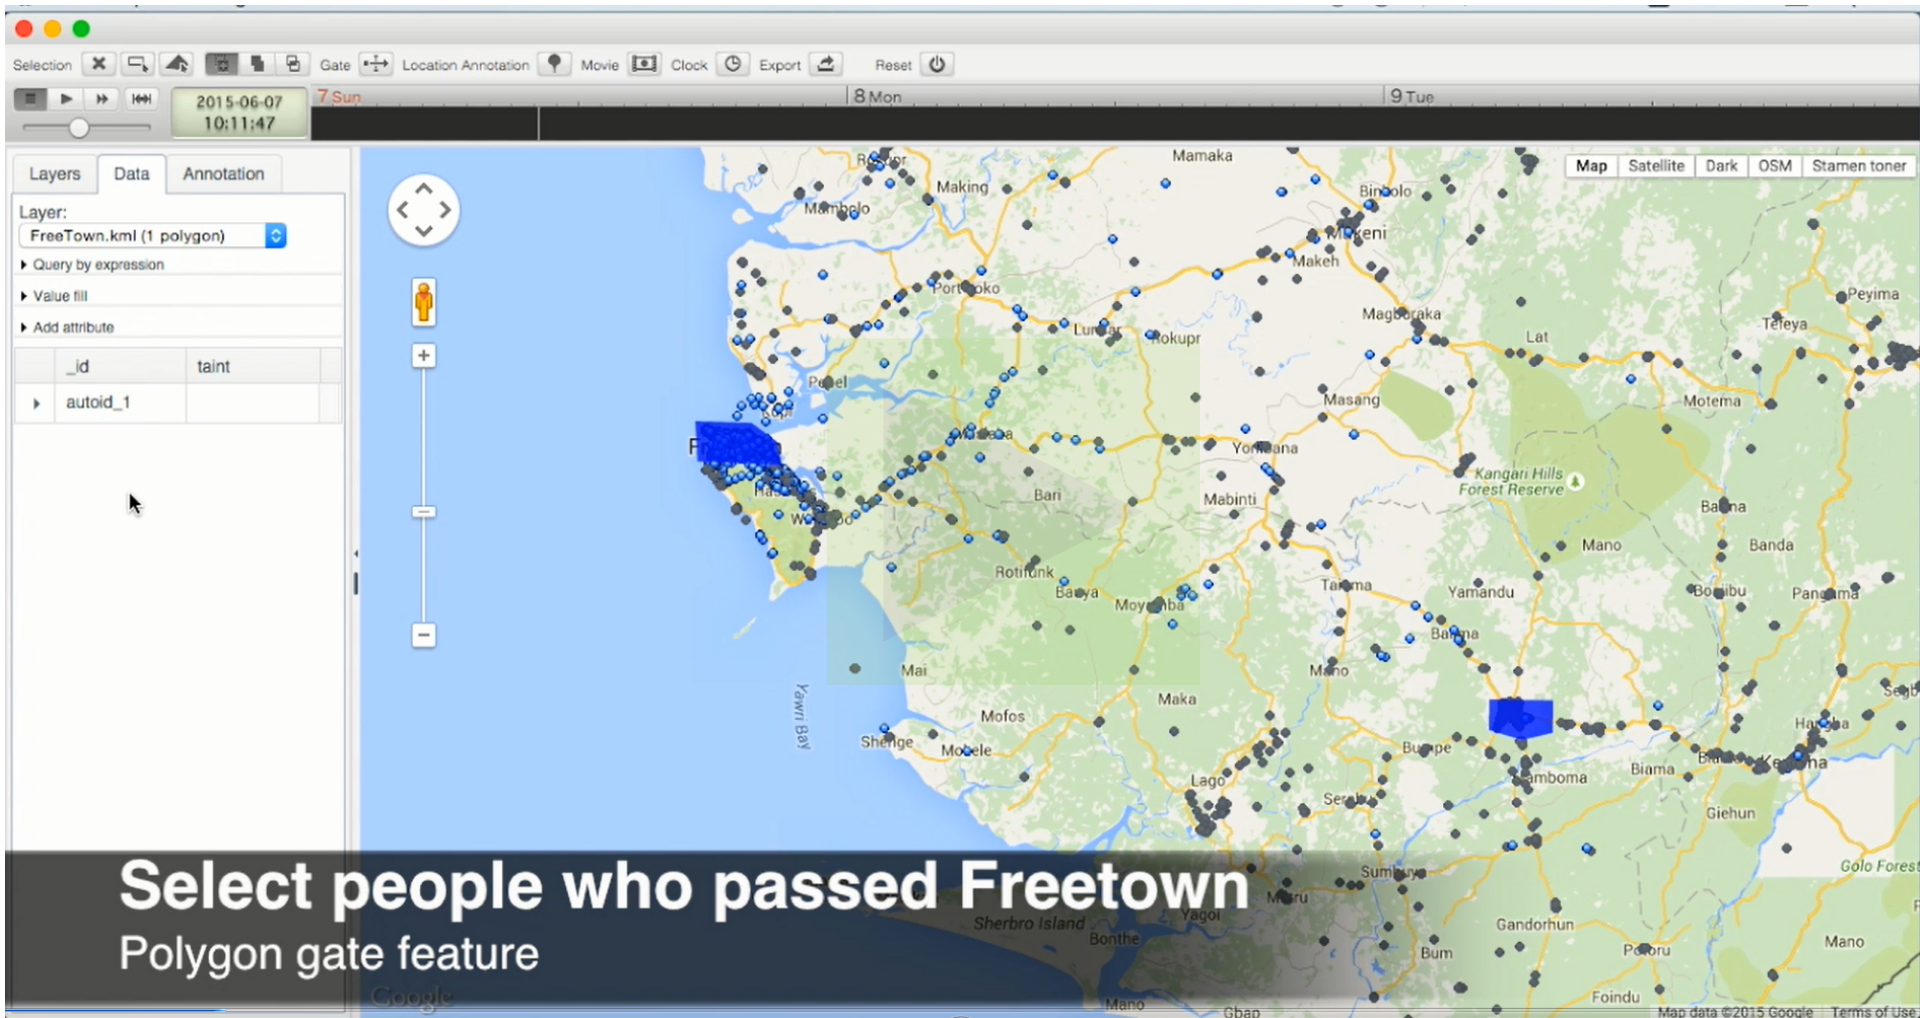 Selection Gate Location Annotation Movie Clock Export Reset
2015-06-07
10:11:47
7 Sun 8 Mon 9 Tue
Layers Data Annotation
Layer:
FreeTown.kml (1 polygon)
Query by expression
Value fill
Add attribute
_id taint
autoid_1
Map Satellite Dark OSM Stamen toner
Mamaka
Making
Mambolo
Makeni
Makeh
Port Loko
Peyima
Magburaka
Tefeya
Lunsar
Rokupr
Lat
Pepel
Masang
Motema
Yonibana
Kangari Hills
Forest Reserve
Bari
Mabinti
Mano
Banda
Rotifunk
Taiama
Yamandu
Bauya
Moyamba
Mai
Mano
Maka
Yawri Bay
Mofos
Shenge
Bumpe
Lago
Biama
Giehun
Golo Forest
Sumbuya
Sherbro Island
Yagoi
Bonthe
Gandorhun
Mano
Bum
Potoru
Foindu
Mano
Gbap
Select people who passed Freetown
Polygon gate feature
Google
Map data ©2015 Google Terms of Use